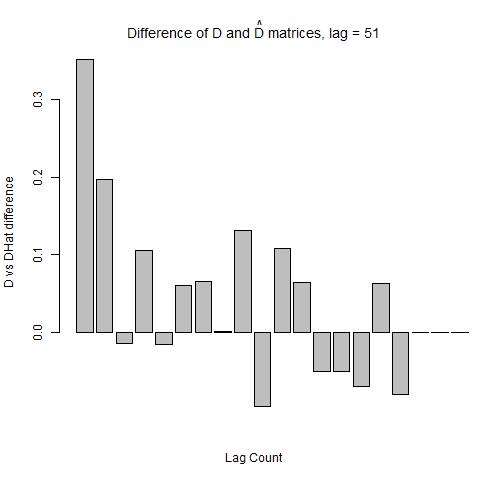 Difference of D and D̂ matrices, lag = 51
D vs DHat difference
0.3
0.2
0.1
0.0
Lag Count